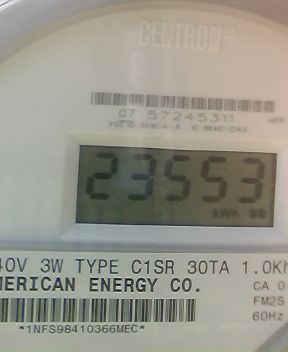 CENTRON
07 57245311
23553
kWh
40V 3W TYPE C1SR 30TA 1.0Kh
MERICAN ENERGY CO.
CA 0
FM2S
60Hz
*1NFS98410366MEC*